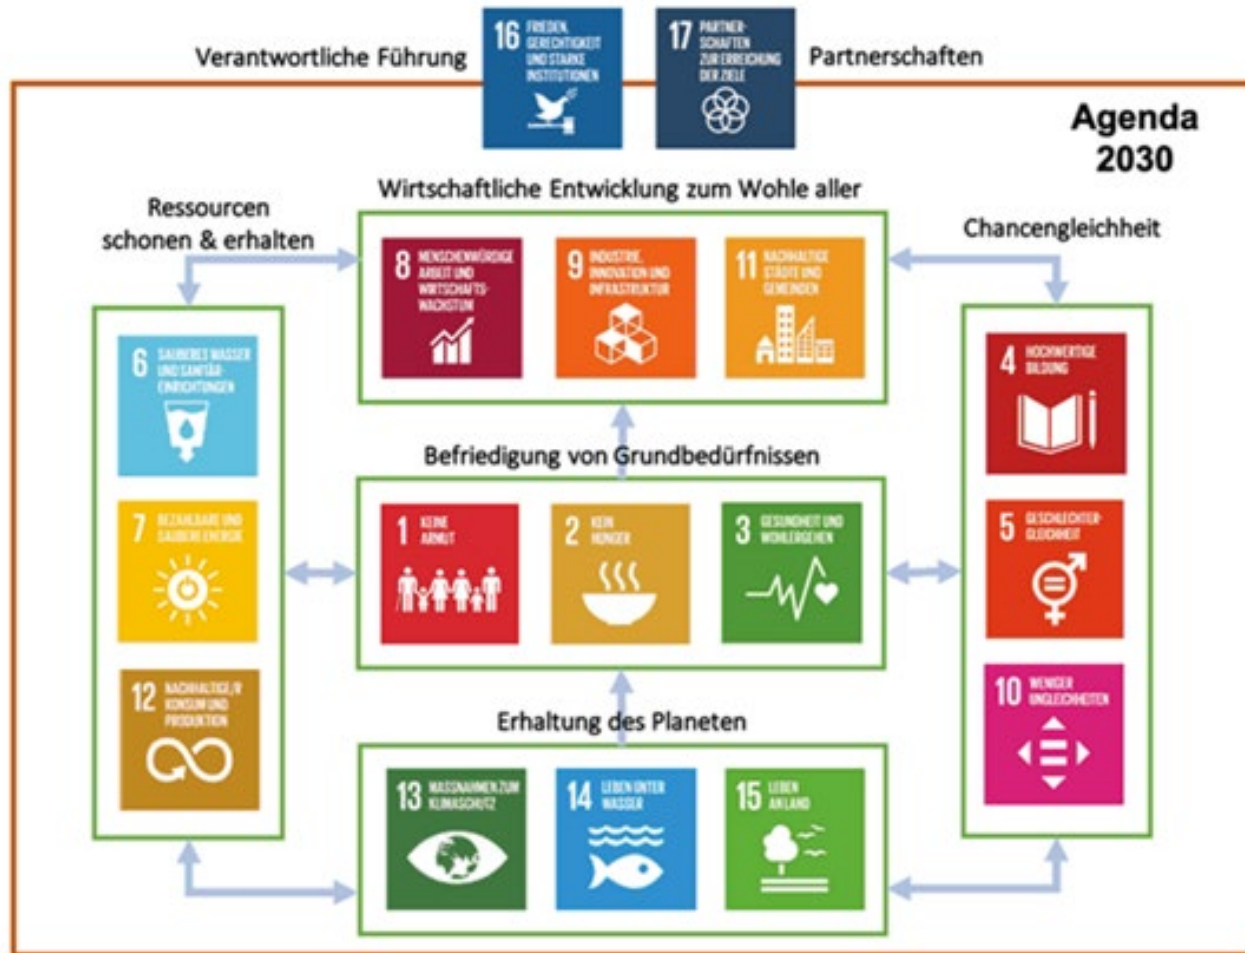 Verantwortliche Führung
16 FRIEDEN,
GERECHTIGKEIT
UND STARKE
INSTITUTIONEN
17 PARTNER-
SCHAFTEN
ZUR ERREICHUNG
DER ZIELE
Partnerschaften
Agenda
2030
Wirtschaftliche Entwicklung zum Wohle aller
8 MENSCHENWÜRDIGE
ARBEIT UND
WIRTSCHAFTS-
WACHSTUM
9 INDUSTRIE,
INNOVATION UND
INFRASTRUKTUR
11 NACHHALTIGE
STÄDTE UND
GEMEINDEN
Ressourcen
schonen & erhalten
6 SAUBERES WASSER
UND SANITÄR-
EINRICHTUNGEN
7 BEZAHLBARE UND
SAUBERE ENERGIE
12 NACHHALTIGE/R
KONSUM UND
PRODUKTION
Befriedigung von Grundbedürfnissen
1 KEINE
ARMUT
2 KEIN
HUNGER
3 GESUNDHEIT UND
WOHLERGEHEN
Chancengleichheit
4 HOCHWERTIGE
BILDUNG
5 GESCHLECHTER-
GLEICHHEIT
10 WENIGER
UNGLEICHHEITEN
Erhaltung des Planeten
13 MASSNAHMEN ZUM
KLIMASCHUTZ
14 LEBEN UNTER
WASSER
15 LEBEN
AN LAND